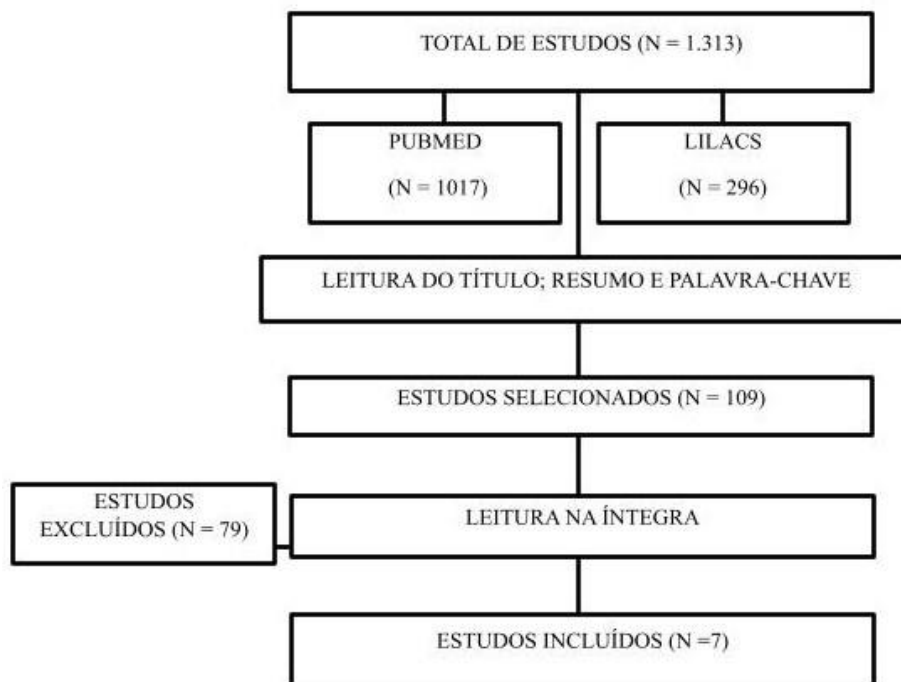 TOTAL DE ESTUDOS (N = 1.313)
PUBMED
(N = 1017)
LILACS
(N = 296)
LEITURA DO TÍTULO; RESUMO E PALAVRA-CHAVE
ESTUDOS SELECIONADOS (N = 109)
ESTUDOS
EXCLUÍDOS (N = 79)
LEITURA NA ÍNTEGRA
ESTUDOS INCLUÍDOS (N =7)